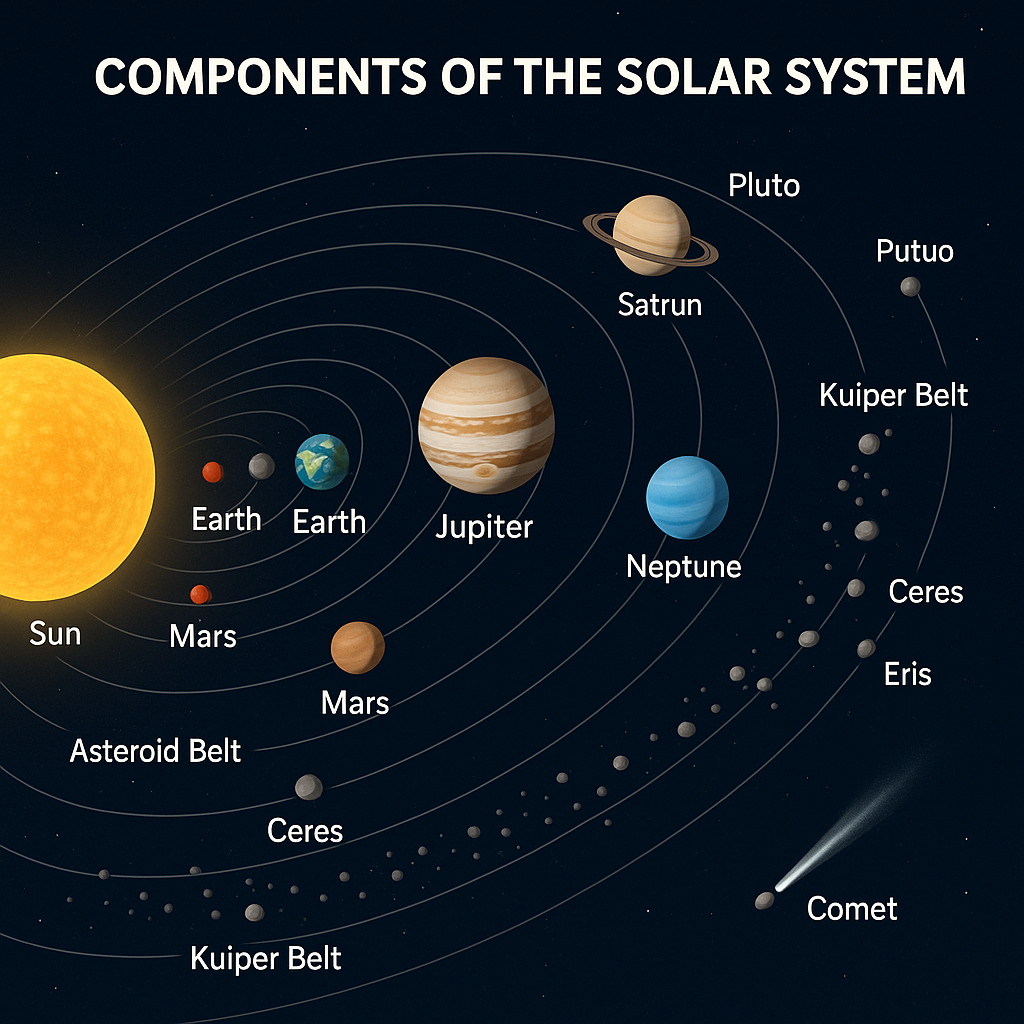 COMPONENTS OF THE SOLAR SYSTEM
Pluto
Putuo
Satrun
Kuiper Belt
Earth
Earth
Jupiter
Neptune
Ceres
Sun
Mars
Eris
Mars
Asteroid Belt
Ceres
Comet
Kuiper Belt